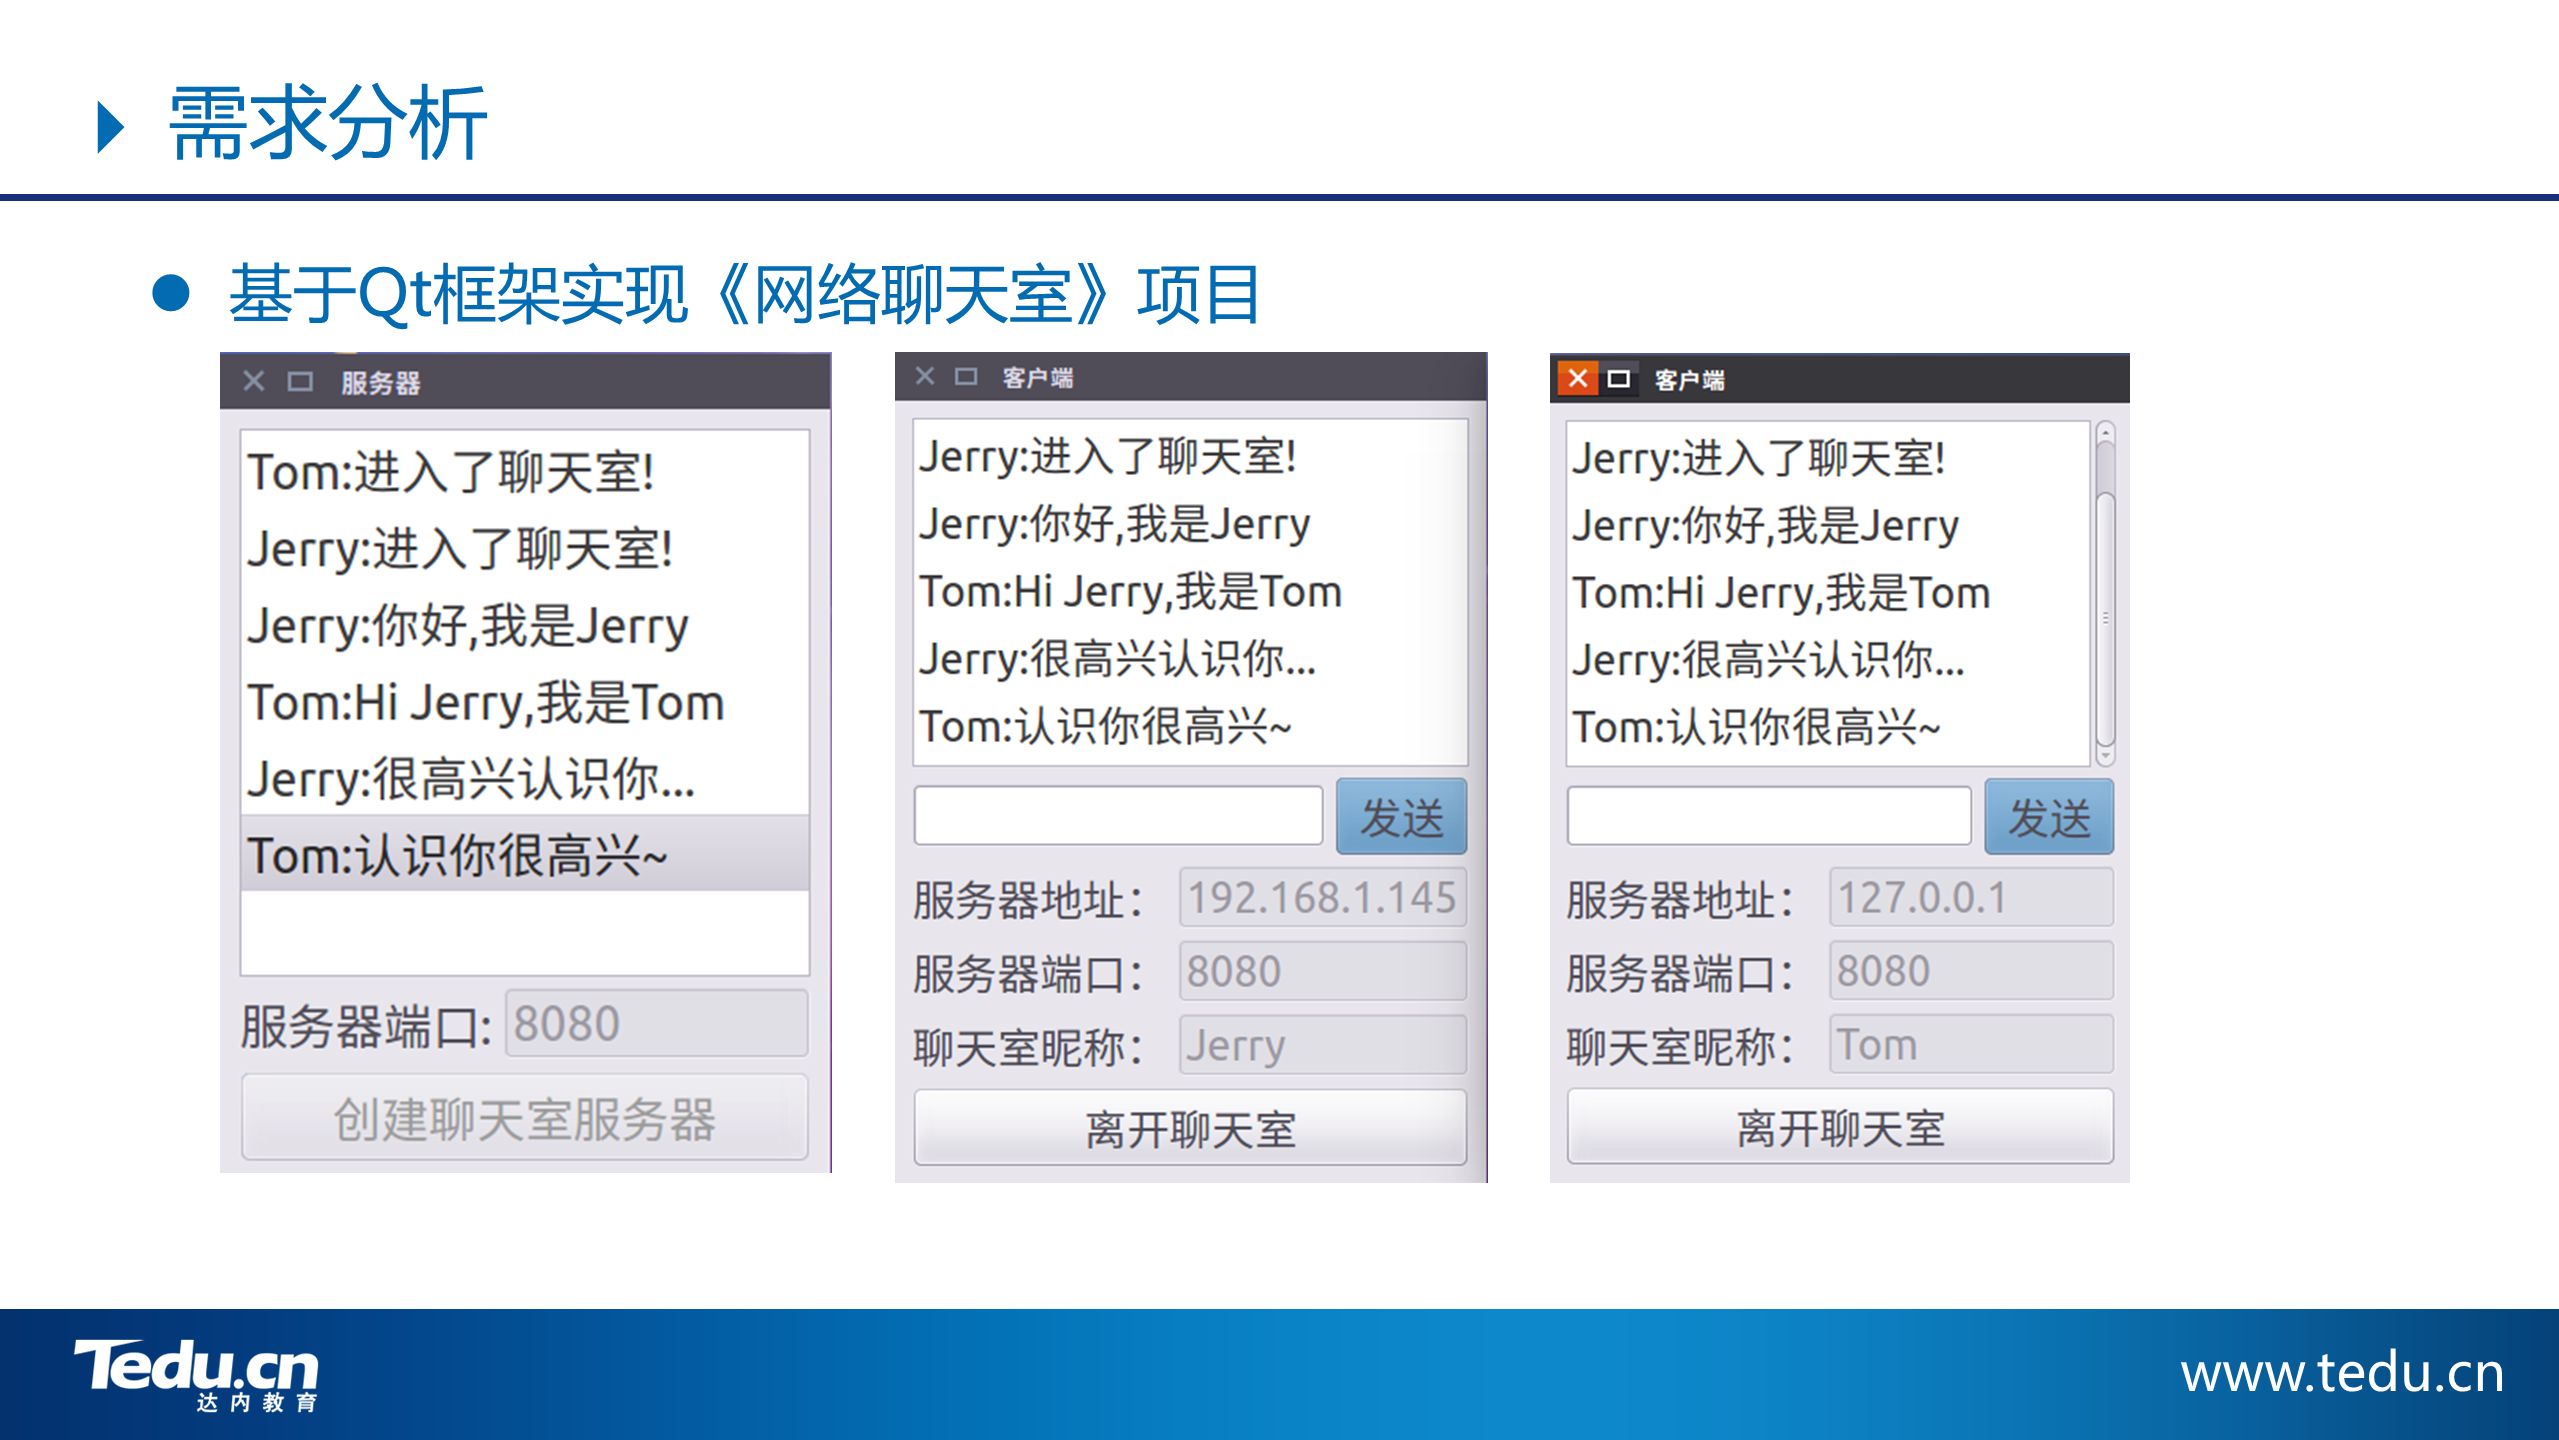 需求分析
基于Qt框架实现《网络聊天室》项目
服务器
Tom:进入了聊天室!
Jerry:进入了聊天室!
Jerry:你好,我是Jerry
Tom:Hi Jerry,我是Tom
Jerry:很高兴认识你...
Tom:认识你很高兴~
服务器端口: 8080
创建聊天室服务器
客户端
Jerry:进入了聊天室!
Jerry:你好,我是Jerry
Tom:Hi Jerry,我是Tom
Jerry:很高兴认识你...
Tom:认识你很高兴~
发送
服务器地址： 192.168.1.145
服务器端口： 8080
聊天室昵称： Jerry
离开聊天室
客户端
Jerry:进入了聊天室!
Jerry:你好,我是Jerry
Tom:Hi Jerry,我是Tom
Jerry:很高兴认识你...
Tom:认识你很高兴~
发送
服务器地址： 127.0.0.1
服务器端口： 8080
聊天室昵称： Tom
离开聊天室
Tedu.cn
达内教育
www.tedu.cn